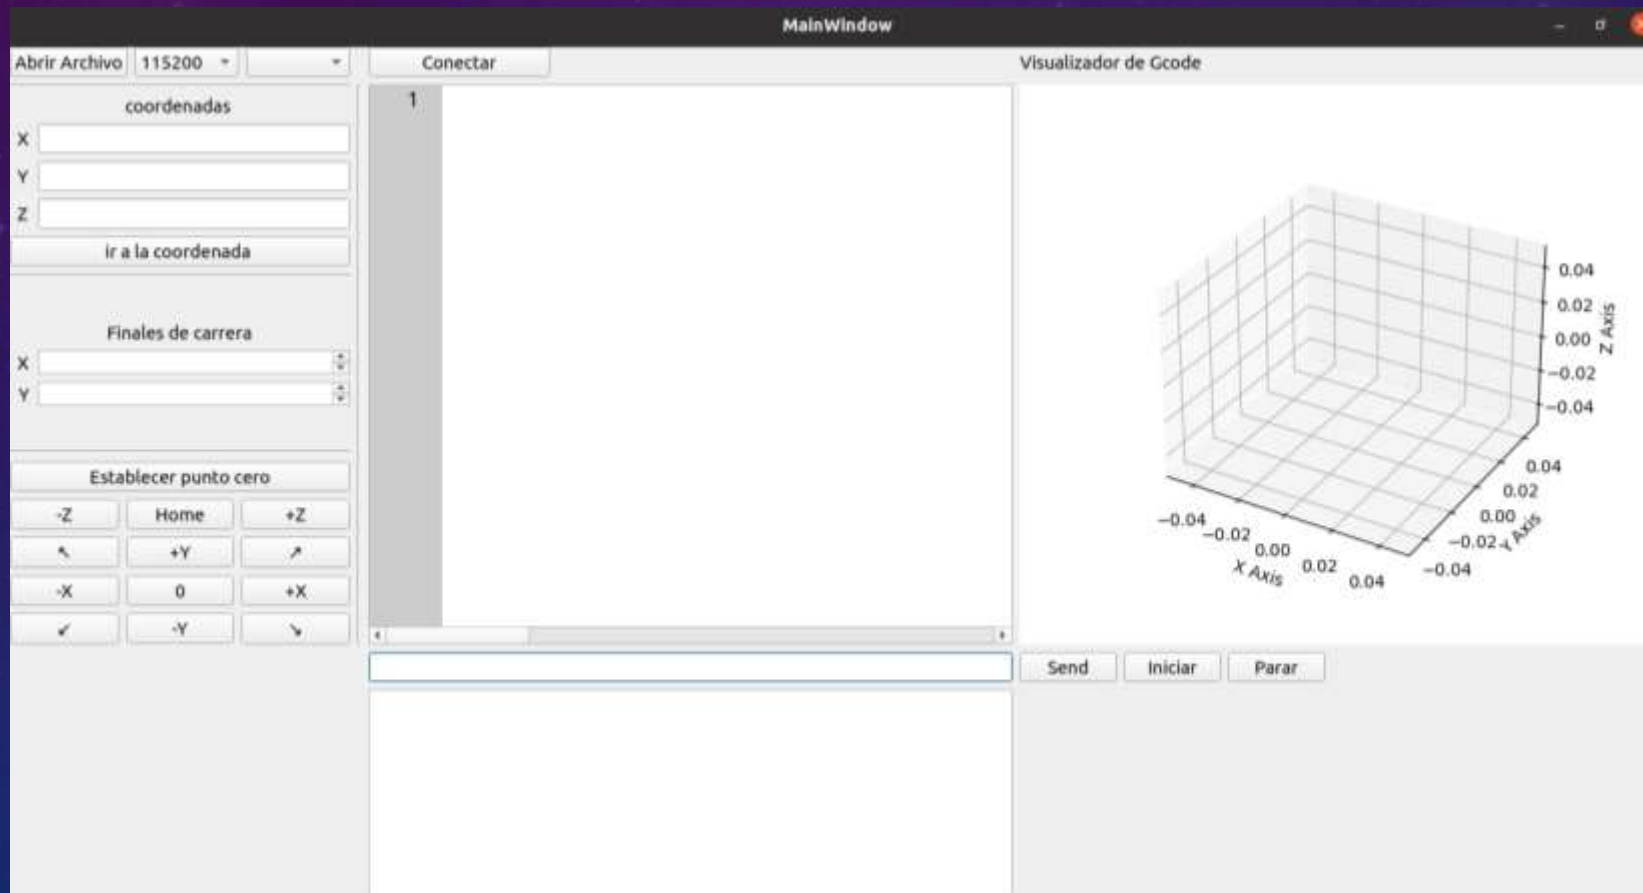 MainWindow
Abrir Archivo 115200 Conectar Visualizador de Gcode
coordenadas
X
Y
Z
ir a la coordenada
Finales de carrera
X
Y
Establecer punto cero
-Z Home +Z
↖ +Y ↗
-X 0 +X
↙ -Y ↘
1
0.04
0.02
0.00
−0.02
−0.04
Z Axis
0.04
0.02
0.00
−0.02
−0.04
Y Axis
−0.04
−0.02
0.00
0.02
0.04
X Axis
Send Iniciar Parar